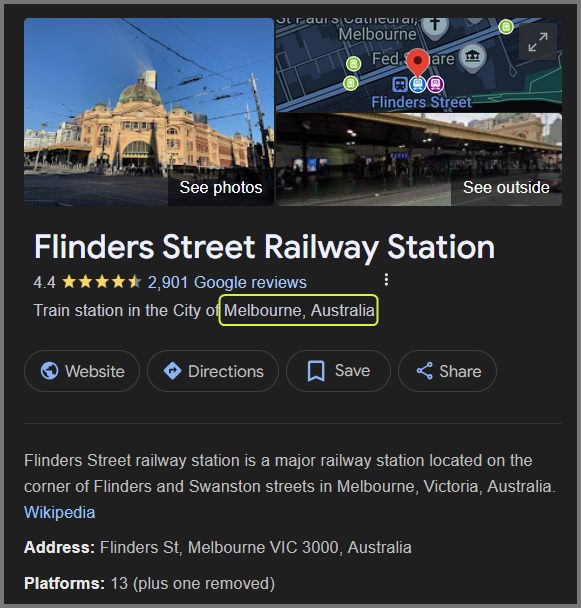 St Paul's Cathedral,
Melbourne
Fed Square
Flinders Street
See photos
See outside
Flinders Street Railway Station
4.4 2,901 Google reviews
Train station in the City of Melbourne, Australia
Website Directions Save Share
Flinders Street railway station is a major railway station located on the
corner of Flinders and Swanston streets in Melbourne, Victoria, Australia.
Wikipedia
Address: Flinders St, Melbourne VIC 3000, Australia
Platforms: 13 (plus one removed)